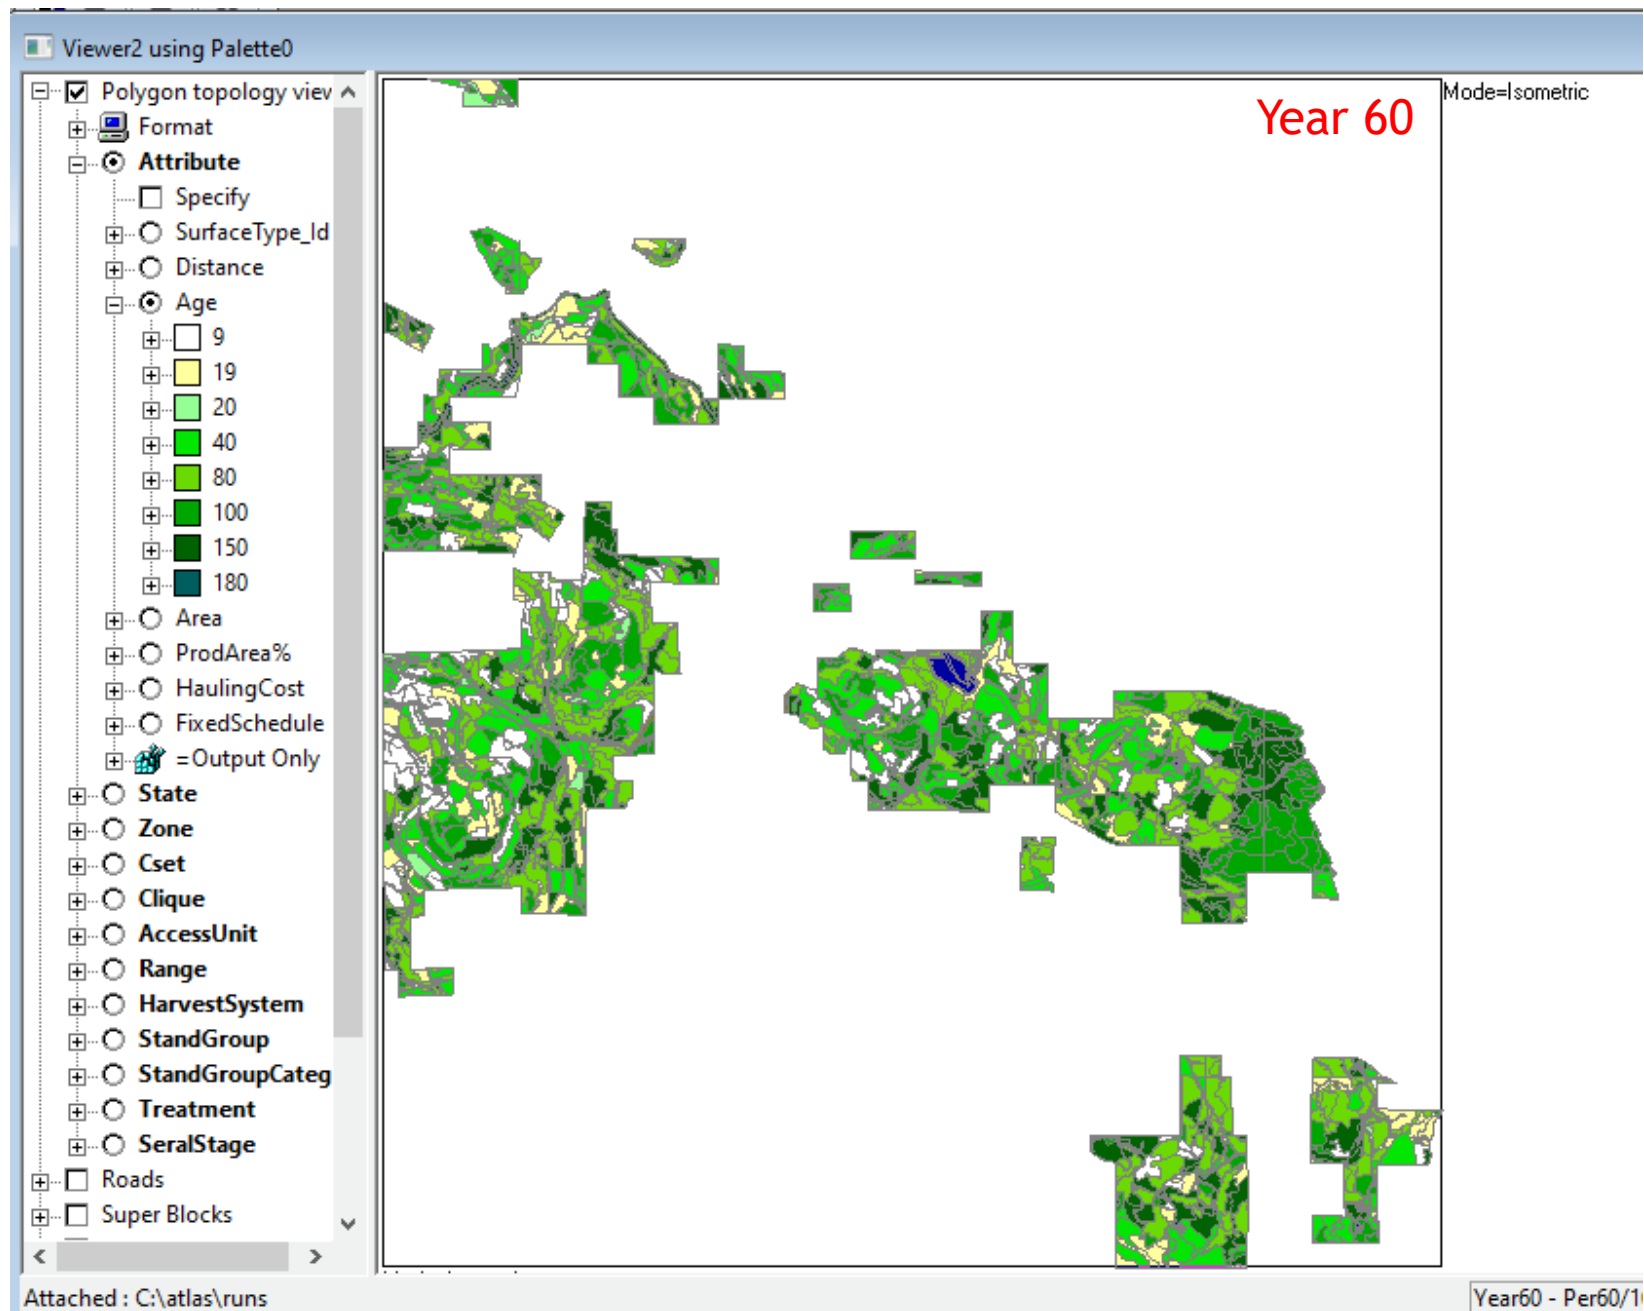 Viewer2 using Palette0
Polygon topology view
Format
Attribute
Specify
SurfaceType_Id
Distance
Age
9
19
20
40
80
100
150
180
Area
ProdArea%
HaulingCost
FixedSchedule
=Output Only
State
Zone
Cset
Clique
AccessUnit
Range
HarvestSystem
StandGroup
StandGroupCateg
Treatment
SeralStage
Roads
Super Blocks
Year 60
Mode=Isometric
Attached : C:\atlas\runs
Year60 - Per60/1